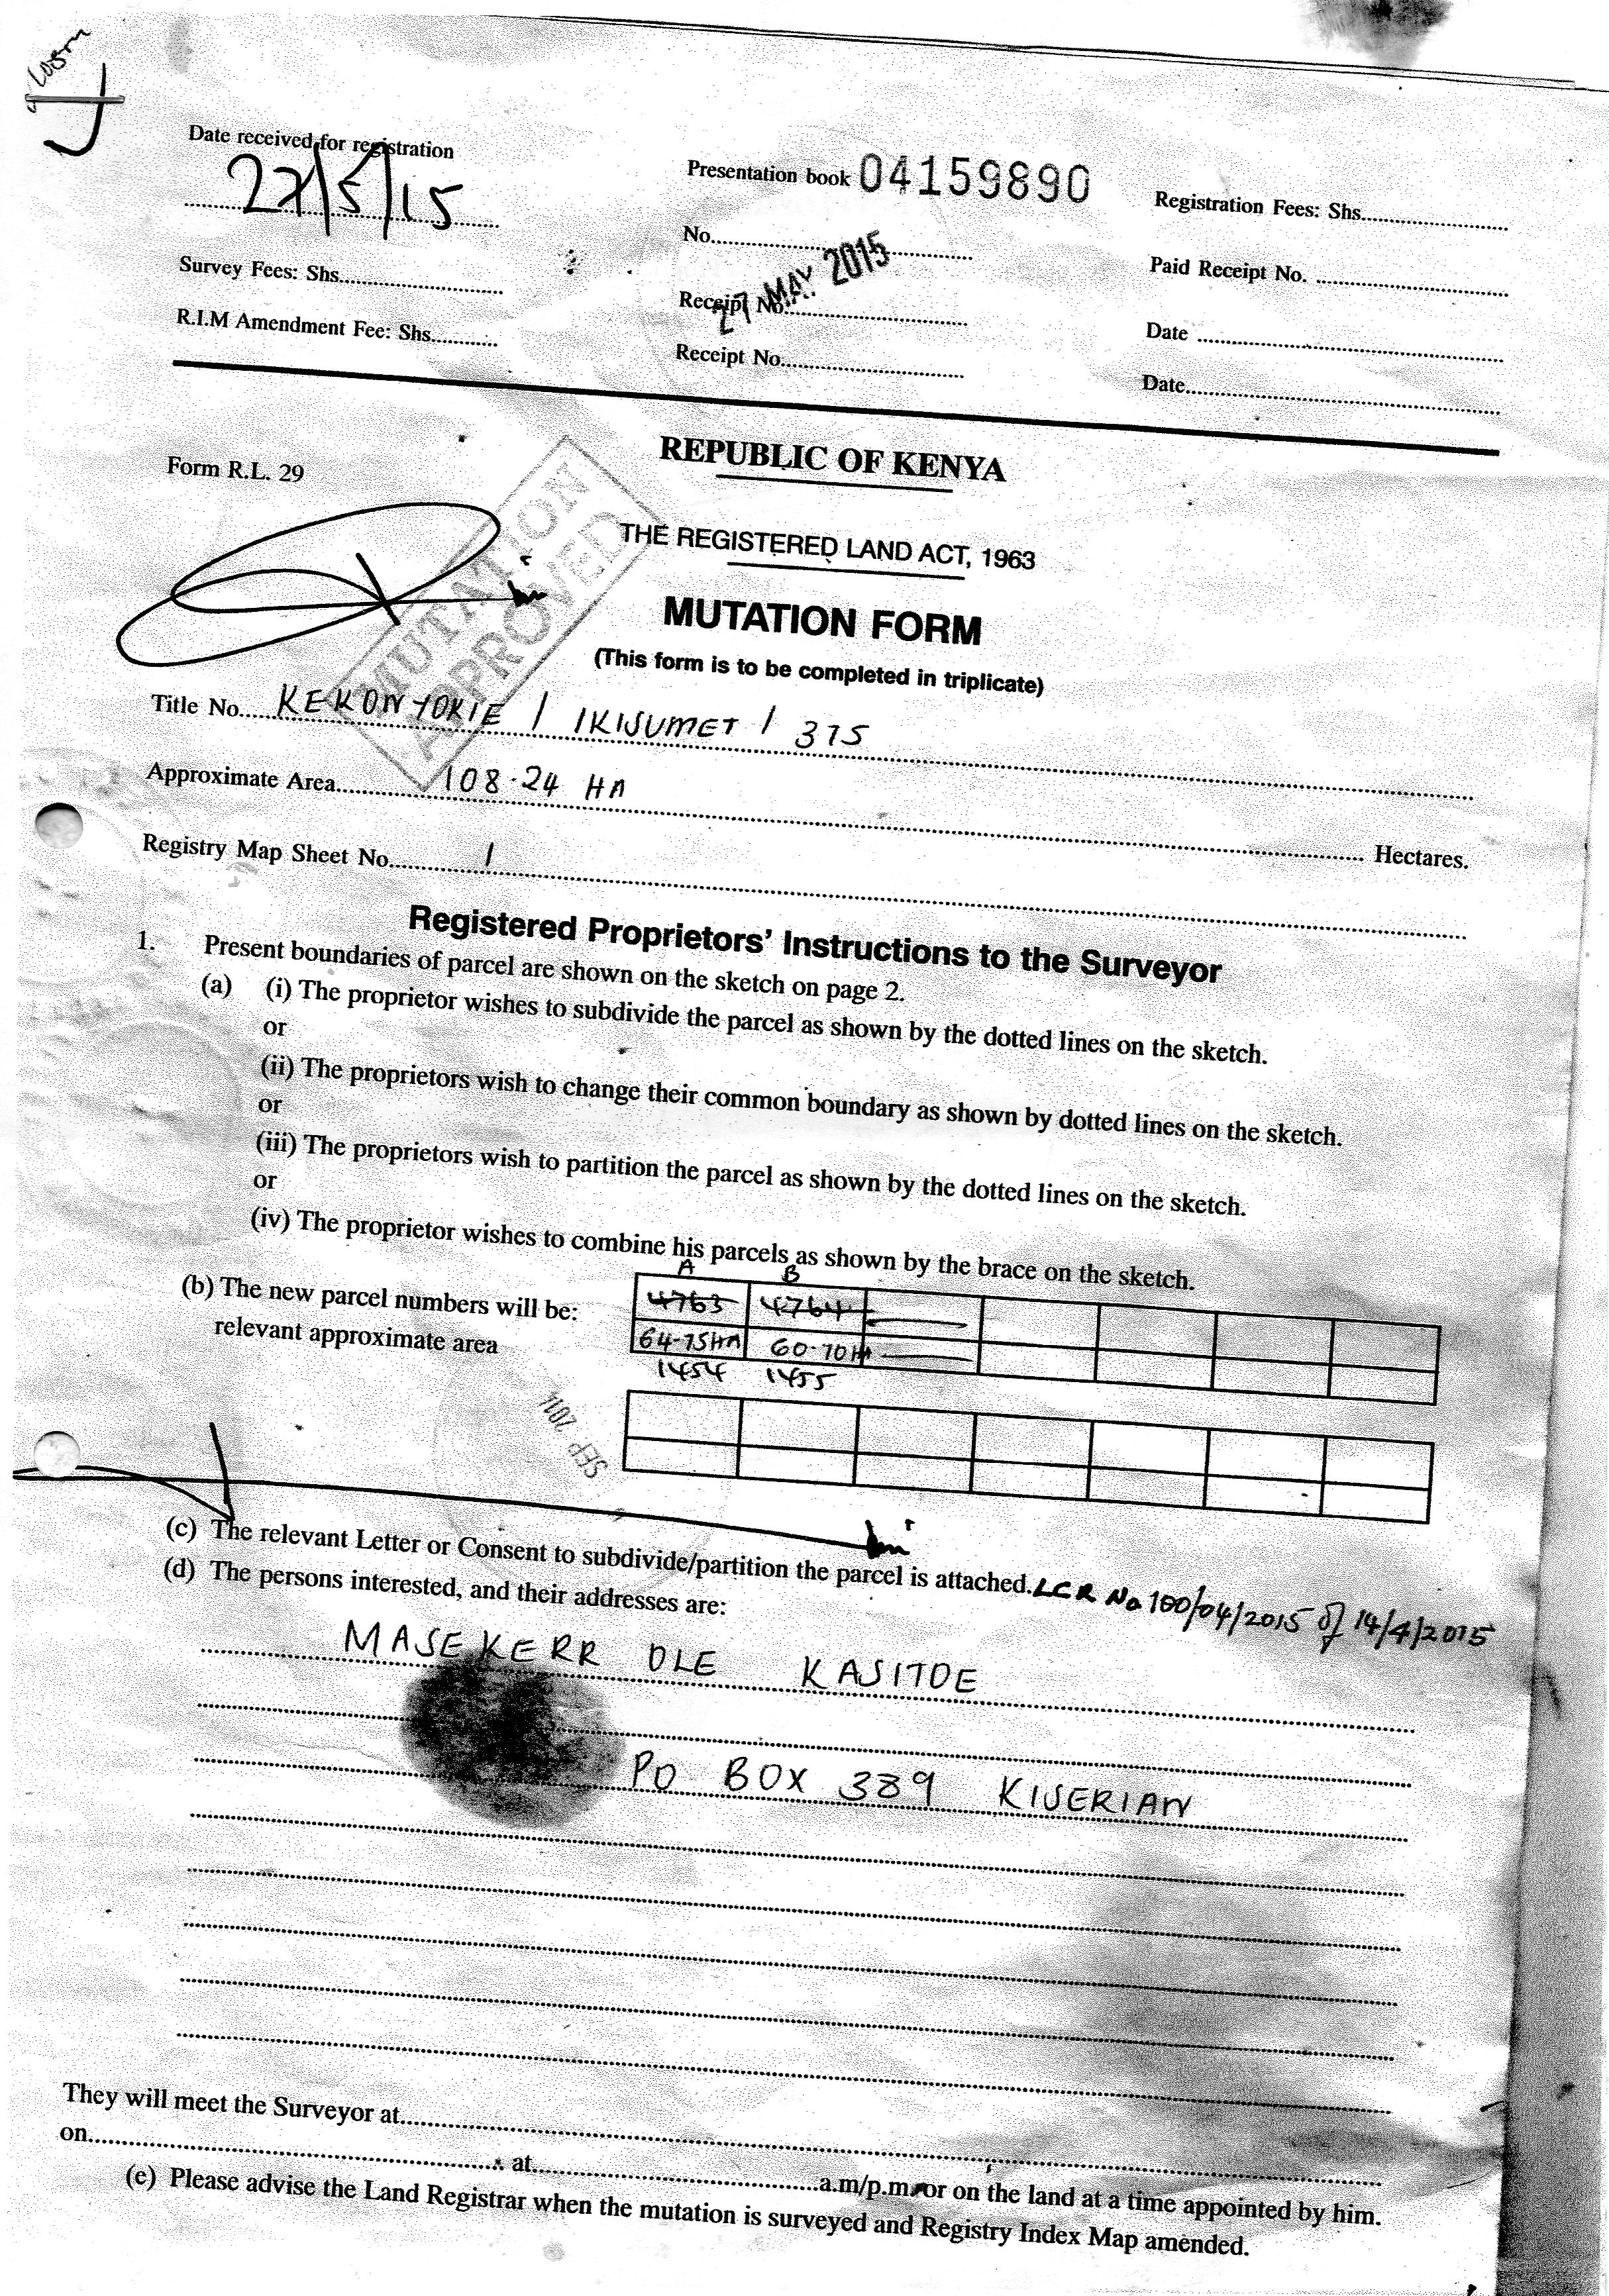 Date received for registration
27/5/15
Presentation book 04159890
Registration Fees: Shs
No.
Paid Receipt No.
Survey Fees: Shs.
Receipt No.
27 MAY 2015
Date
R.I.M Amendment Fee: Shs.
Receipt No.
Date
Form R.L. 29
REPUBLIC OF KENYA
THE REGISTERED LAND ACT, 1963
MUTATION APPROVED
MUTATION FORM
(This form is to be completed in triplicate)
Title No. KEKONYOKIE / IKISUMET / 375
Approximate Area 108.24 HA Hectares.
Registry Map Sheet No. 1
Registered Proprietors' Instructions to the Surveyor
1. Present boundaries of parcel are shown on the sketch on page 2.
(a) (i) The proprietor wishes to subdivide the parcel as shown by the dotted lines on the sketch.
or
(ii) The proprietors wish to change their common boundary as shown by dotted lines on the sketch.
or
(iii) The proprietors wish to partition the parcel as shown by the dotted lines on the sketch.
or
(iv) The proprietor wishes to combine his parcels as shown by the brace on the sketch.
A B
(b) The new parcel numbers will be: 4763 4764
relevant approximate area 64.75HA 60.70HA
1454 1455
SEP 2011
(c) The relevant Letter or Consent to subdivide/partition the parcel is attached. LCR No 100/04/2015 of 14/4/2015
(d) The persons interested, and their addresses are:
MASEKERR OLE KASITOE
PO BOX 389 KISERIAN
They will meet the Surveyor at
on at a.m/p.m. or on the land at a time appointed by him.
(e) Please advise the Land Registrar when the mutation is surveyed and Registry Index Map amended.